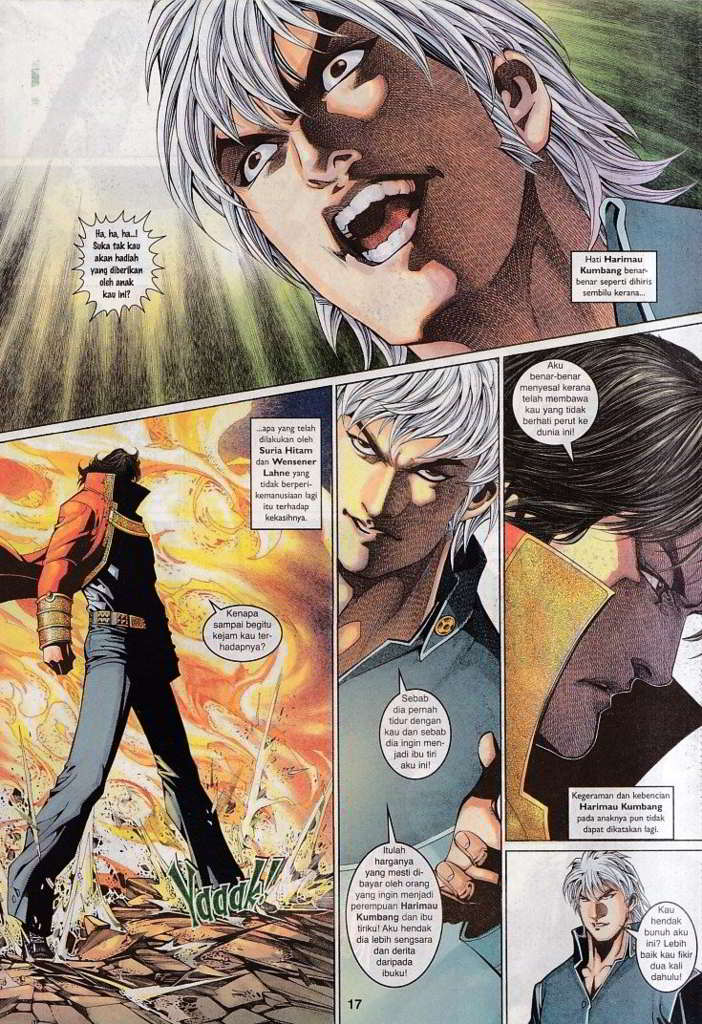 Ha, ha, ha...!
Suka tak kau
akan hadiah
yang diberikan
oleh anak
kau ini?
Hati Harimau
Kumbang benar-
benar seperti dihiris
sembilu kerana...
...apa yang telah
dilakukan oleh
Suria Hitam
dan Wensener
Lahne yang
tidak berperi-
kemanusiaan lagi
itu terhadap
kekasihnya.
Kenapa
sampai begitu
kejam kau ter-
hadapnya?
Yaaak!!
Sebab
dia pernah
tidur dengan
kau dan sebab
dia ingin men-
jadi ibu tiri
aku ini!
Itulah
harganya
yang mesti di-
bayar oleh orang
yang ingin menjadi
perempuan Harimau
Kumbang dan ibu
tiriku! Aku hendak
dia lebih sengsara
dan derita
daripada
ibuku!
Aku
benar-benar
menyesal kerana
telah membawa
kau yang tidak
berhati perut ke
dunia ini!
Kegeraman dan kebencian
Harimau Kumbang
pada anaknya pun tidak
dapat dikatakan lagi.
Kau
hendak
bunuh aku
ini? Lebih
baik kau fikir
dua kali
dahulu!
17